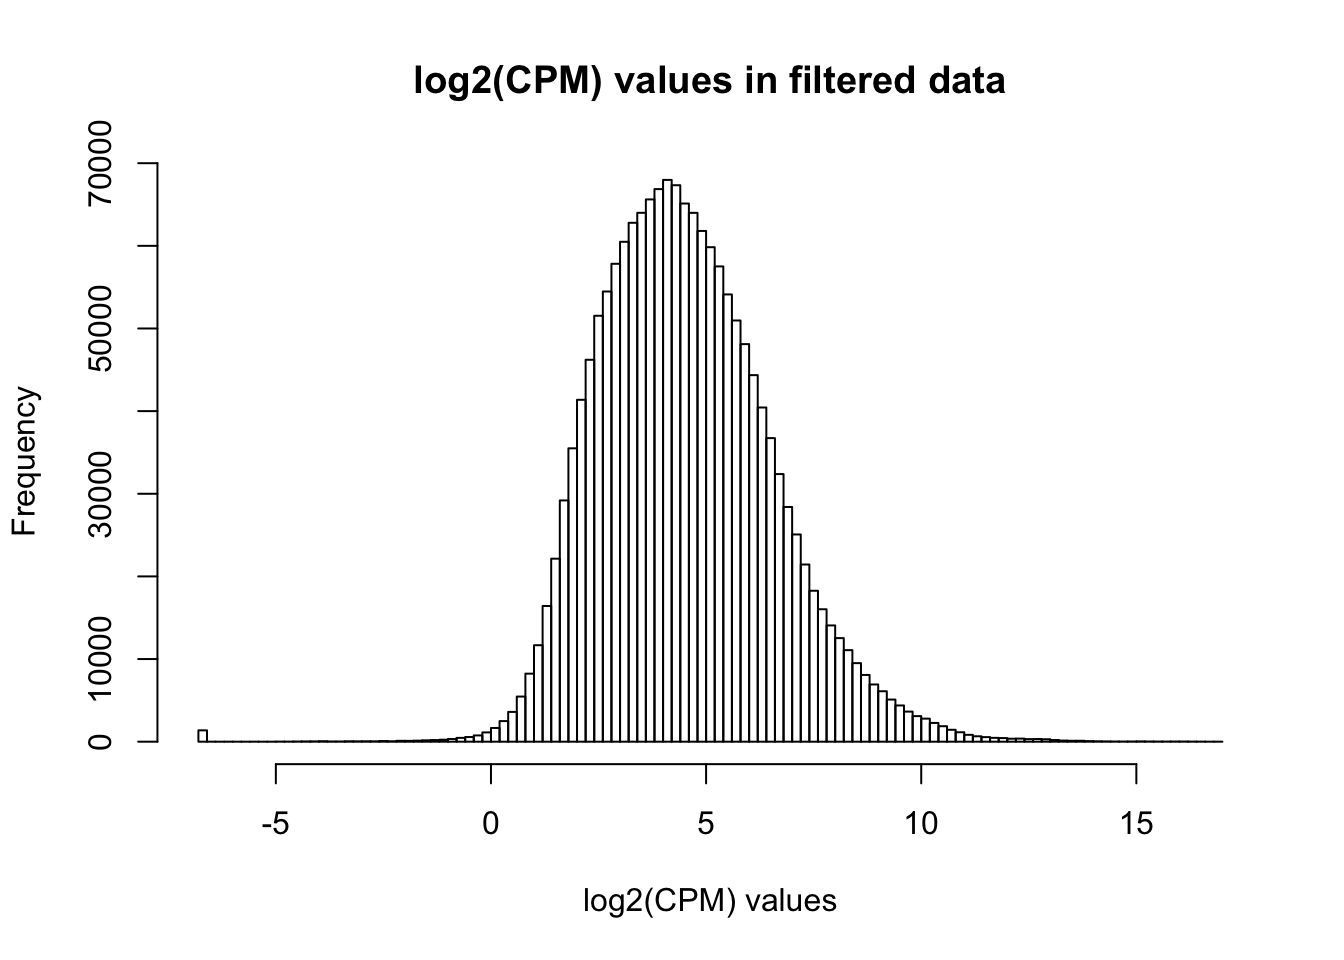 log2(CPM) values in filtered data
Frequency
70000
50000
30000
10000
0
-5 0 5 10 15
log2(CPM) values